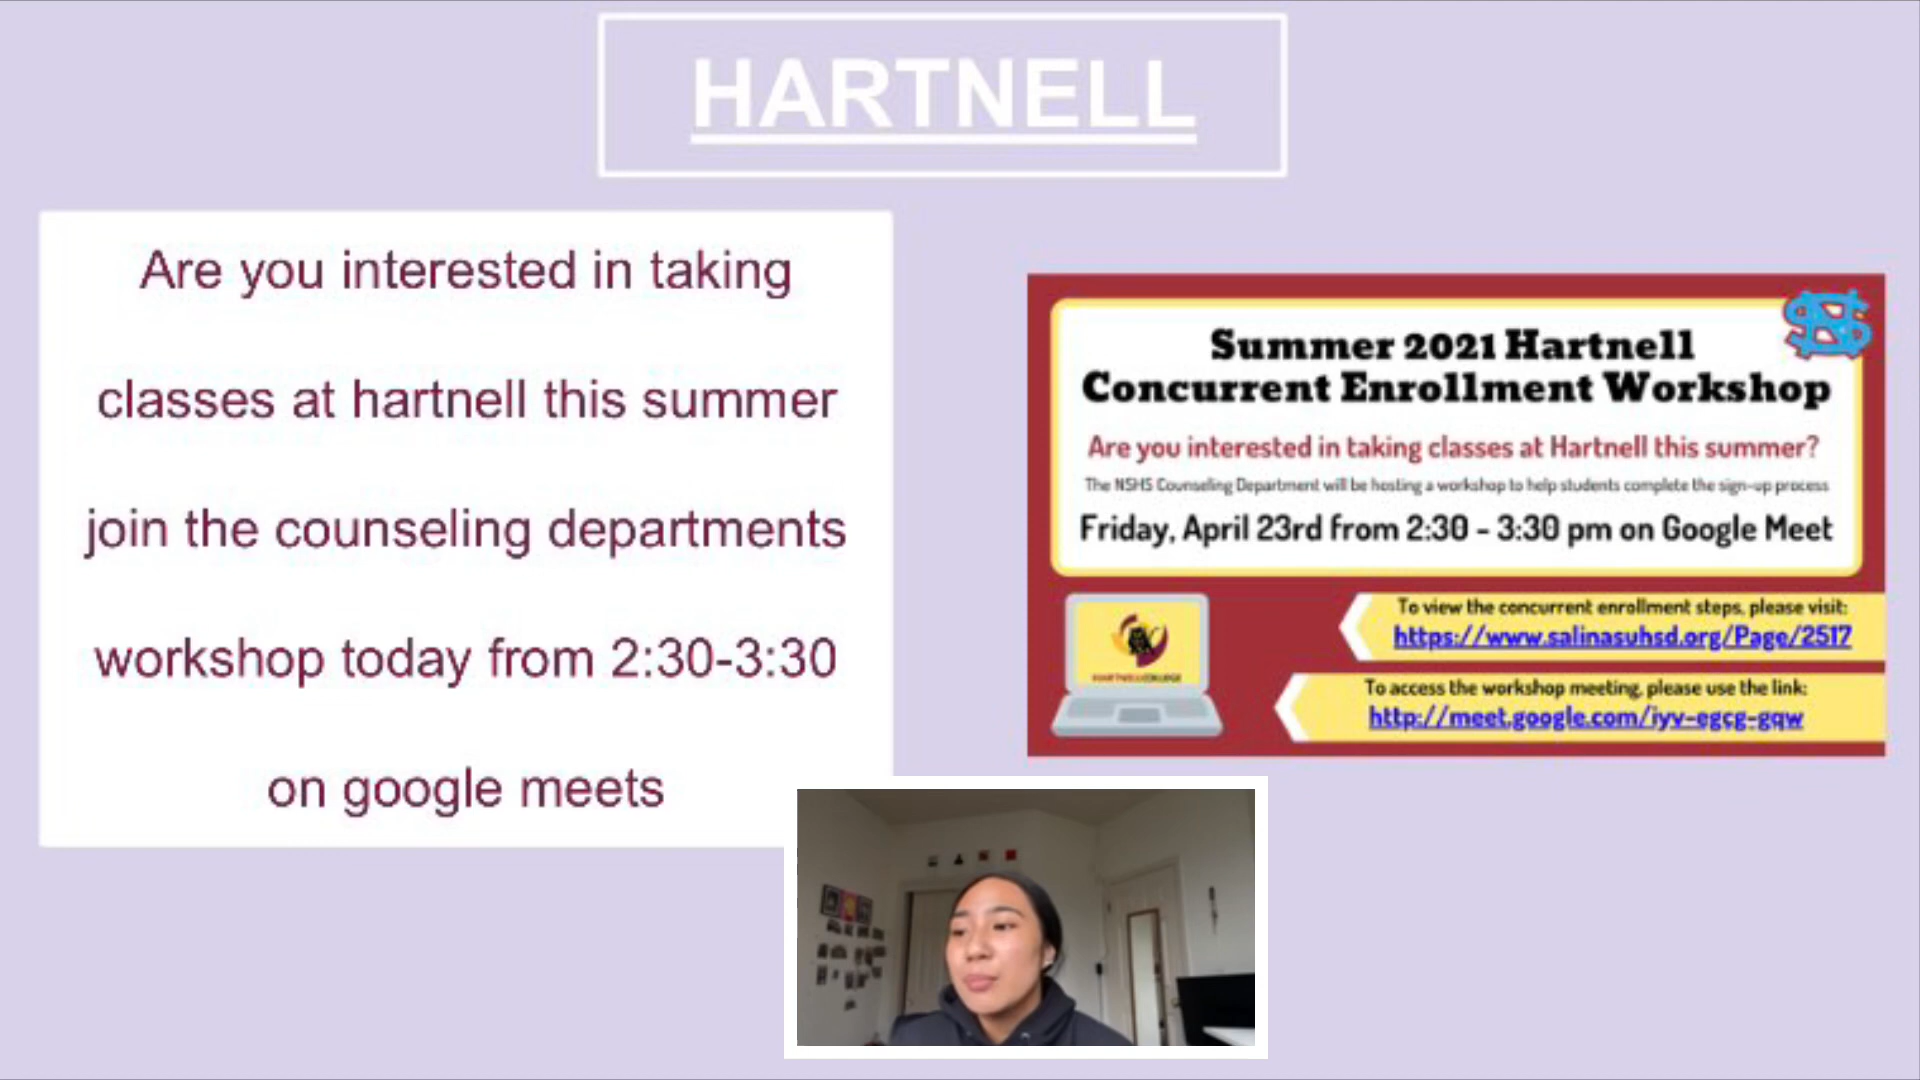 HARTNELL
Are you interested in taking
classes at hartnell this summer
join the counseling departments
workshop today from 2:30-3:30
on google meets
Summer 2021 Hartnell
Concurrent Enrollment Workshop
Are you interested in taking classes at Hartnell this summer?
The NSHS Counseling Department will be hosting a workshop to help students complete the sign-up process
Friday, April 23rd from 2:30 - 3:30 pm on Google Meet
To view the concurrent enrollment steps, please visit:
https://www.salinasuhsd.org/Page/2517
To access the workshop meeting, please use the link:
http://meet.google.com/iyv-egcg-gqw
HARTNELL COLLEGE